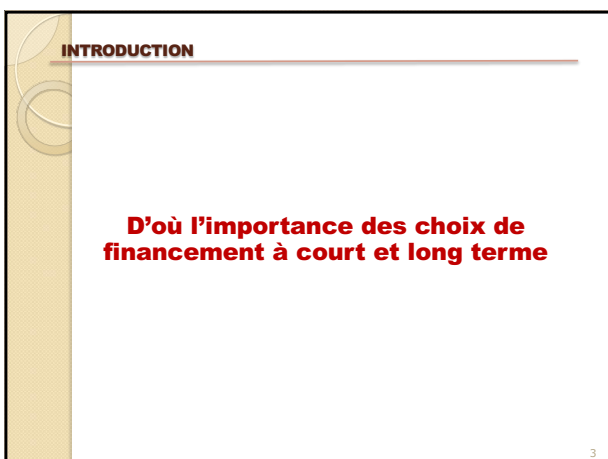 INTRODUCTION
D'où l'importance des choix de
financement à court et long terme
3